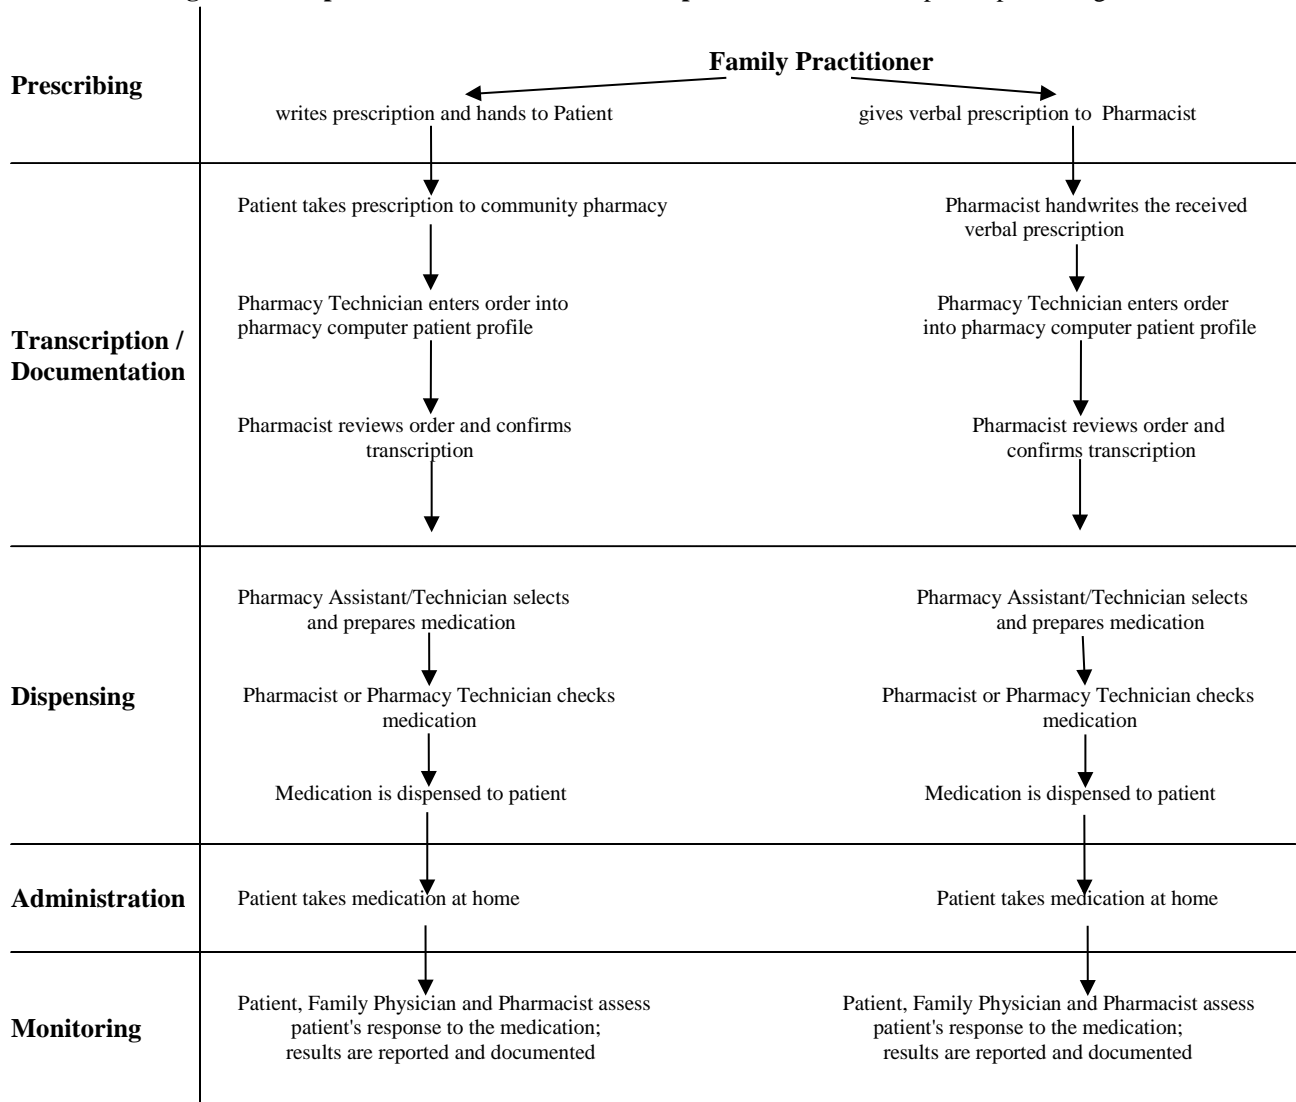 Family Practitioner
Prescribing
writes prescription and hands to Patient
gives verbal prescription to Pharmacist
Patient takes prescription to community pharmacy
Pharmacist handwrites the received
verbal prescription
Transcription /
Documentation
Pharmacy Technician enters order into
pharmacy computer patient profile
Pharmacy Technician enters order
into pharmacy computer patient profile
Pharmacist reviews order and confirms
transcription
Pharmacist reviews order and
confirms transcription
Dispensing
Pharmacy Assistant/Technician selects
and prepares medication
Pharmacy Assistant/Technician selects
and prepares medication
Pharmacist or Pharmacy Technician checks
medication
Pharmacist or Pharmacy Technician checks
medication
Medication is dispensed to patient
Medication is dispensed to patient
Administration
Patient takes medication at home
Patient takes medication at home
Monitoring
Patient, Family Physician and Pharmacist assess
patient's response to the medication;
results are reported and documented
Patient, Family Physician and Pharmacist assess
patient's response to the medication;
results are reported and documented